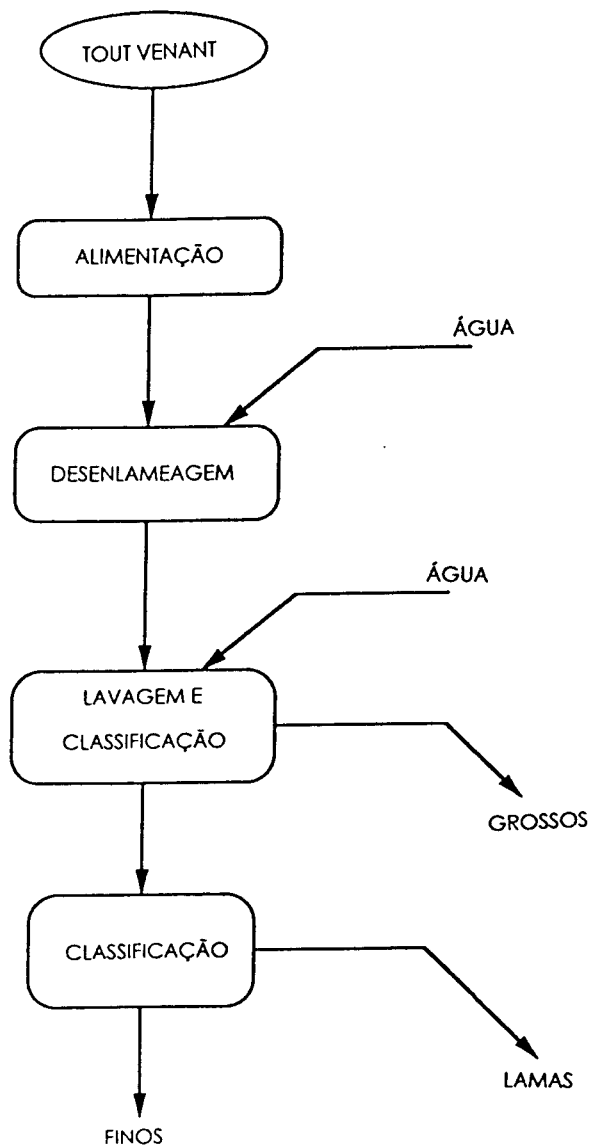 TOUT VENANT
ALIMENTAÇÃO
ÁGUA
DESENLAMEAGEM
ÁGUA
LAVAGEM E
CLASSIFICAÇÃO
GROSSOS
CLASSIFICAÇÃO
LAMAS
FINOS